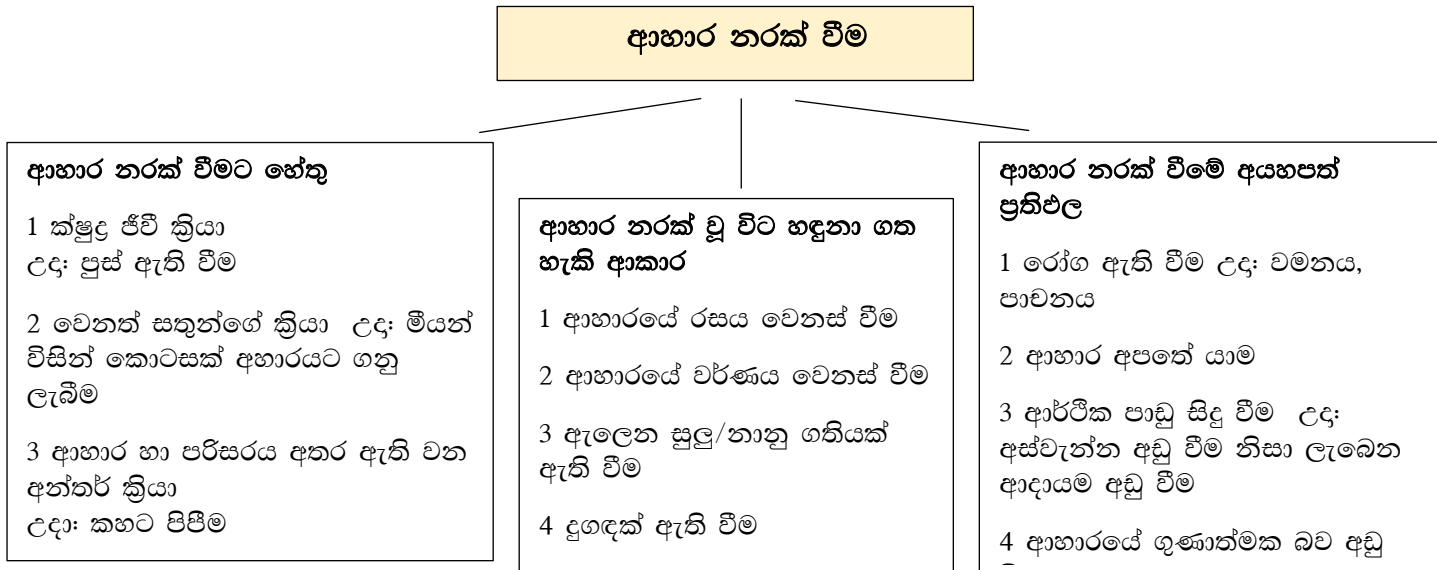 ආහාර නරක් වීම
ආහාර නරක් වීමට හේතු
1 ක්ෂුද්‍ර ජීවී ක්‍රියා
උදා: පුස් ඇති වීම
2 වෙනත් සතුන්ගේ ක්‍රියා උදා: මීයන්
විසින් කොටසක් අහාරයට ගනු
ලැබීම
3 ආහාර හා පරිසරය අතර ඇති වන
අන්තර් ක්‍රියා
උදා: කහට පිපීම
ආහාර නරක් වූ විට හඳුනා ගත
හැකි ආකාර
1 ආහාරයේ රසය වෙනස් වීම
2 ආහාරයේ වර්ණය වෙනස් වීම
3 ඇලෙන සුලු/නානු ගතියක්
ඇති වීම
4 දුගඳක් ඇති වීම
ආහාර නරක් වීමේ අයහපත්
ප්‍රතිඵල
1 රෝග ඇති වීම උදා: වමනය,
පාචනය
2 ආහාර අපතේ යාම
3 ආර්ථික පාඩු සිදු වීම උදා:
අස්වැන්න අඩු වීම නිසා ලැබෙන
ආදායම අඩු වීම
4 ආහාරයේ ගුණාත්මක බව අඩු